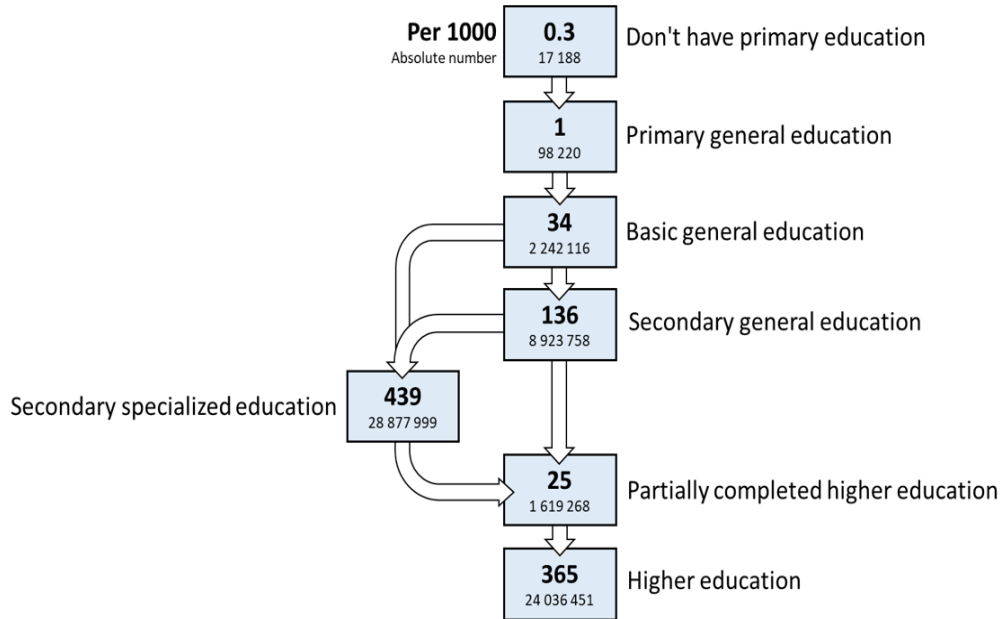 Per 1000
Absolute number
0.3
17 188
Don't have primary education
1
98 220
Primary general education
34
2 242 116
Basic general education
136
8 923 758
Secondary general education
Secondary specialized education
439
28 877 999
25
1 619 268
Partially completed higher education
365
24 036 451
Higher education